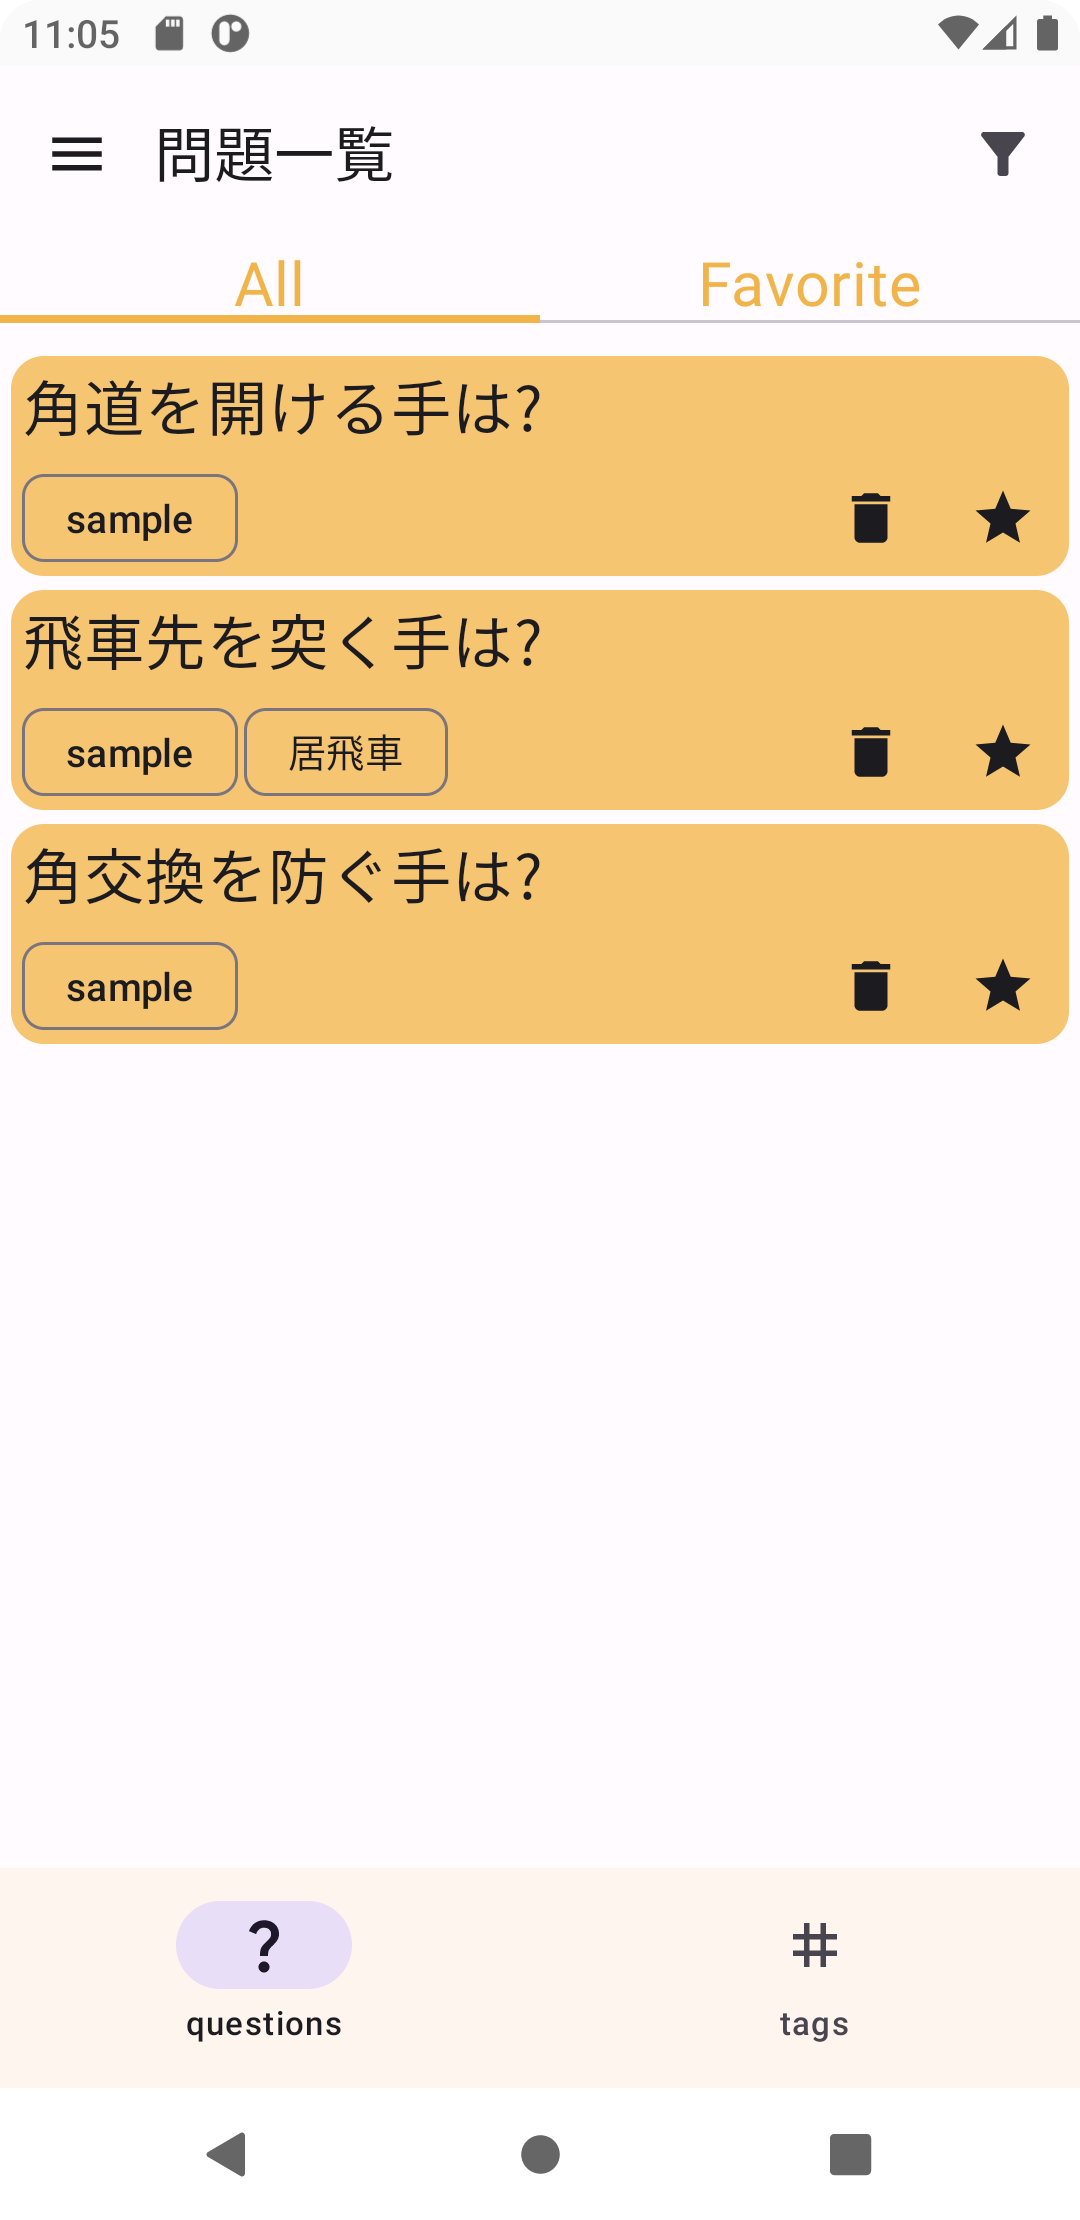 11:05
問題一覧
All Favorite
角道を開ける手は?
sample
飛車先を突く手は?
sample 居飛車
角交換を防ぐ手は?
sample
questions tags